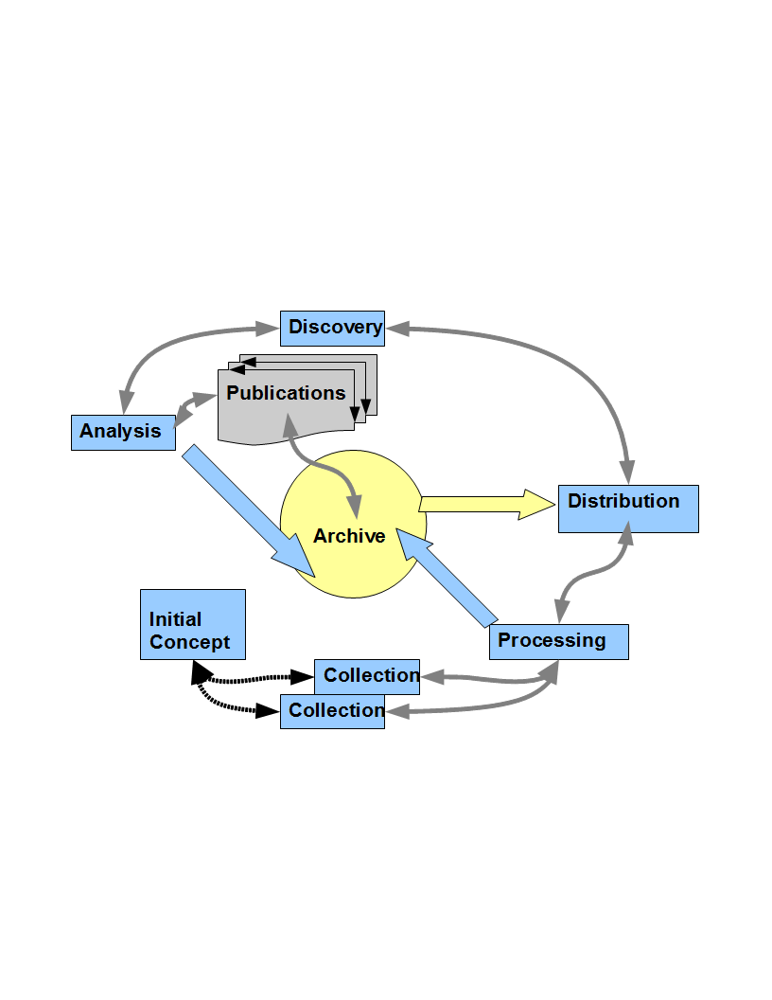 Discovery
Publications
Analysis
Distribution
Archive
Initial
Concept
Processing
Collection
Collection